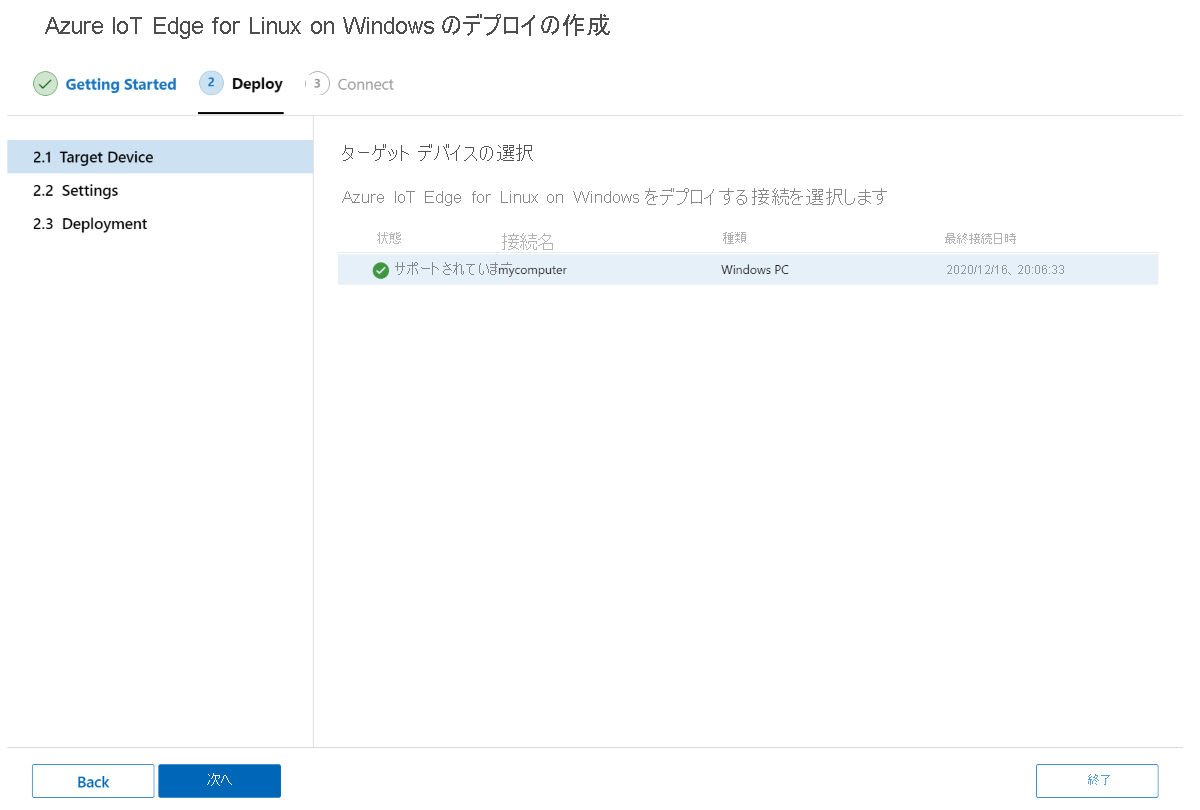 Azure IoT Edge for Linux on Windows のデプロイの作成
Getting Started 2 Deploy 3 Connect
2.1 Target Device
2.2 Settings
2.3 Deployment
ターゲット デバイスの選択
Azure IoT Edge for Linux on Windows をデプロイする接続を選択します
状態 接続名 種類 最終接続日時
サポートされています mycomputer Windows PC 2020/12/16、20:06:33
Back 次へ 終了